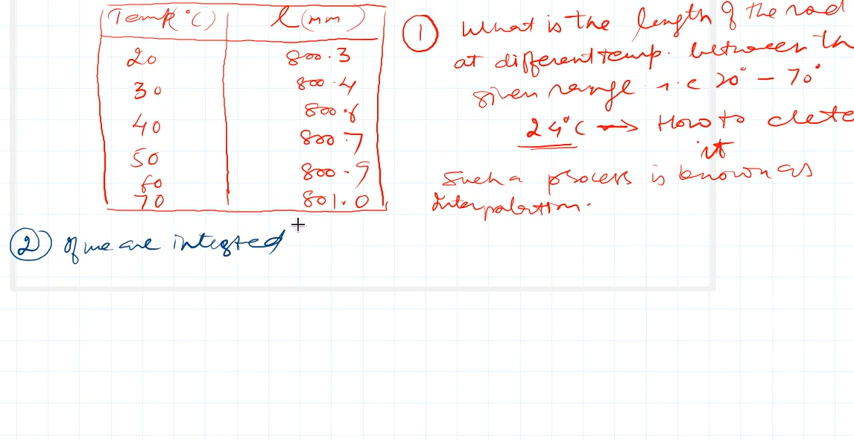 Temp(°C) l(mm)
20 800.3
30 800.4
40 800.6
50 800.7
60 800.9
70 801.0
① What is the length of the rod
at different temp. between th
given range i.e 20° - 70°
24°C → How to dete
it
Such a process is known as
Interpolation.
② If we are integted